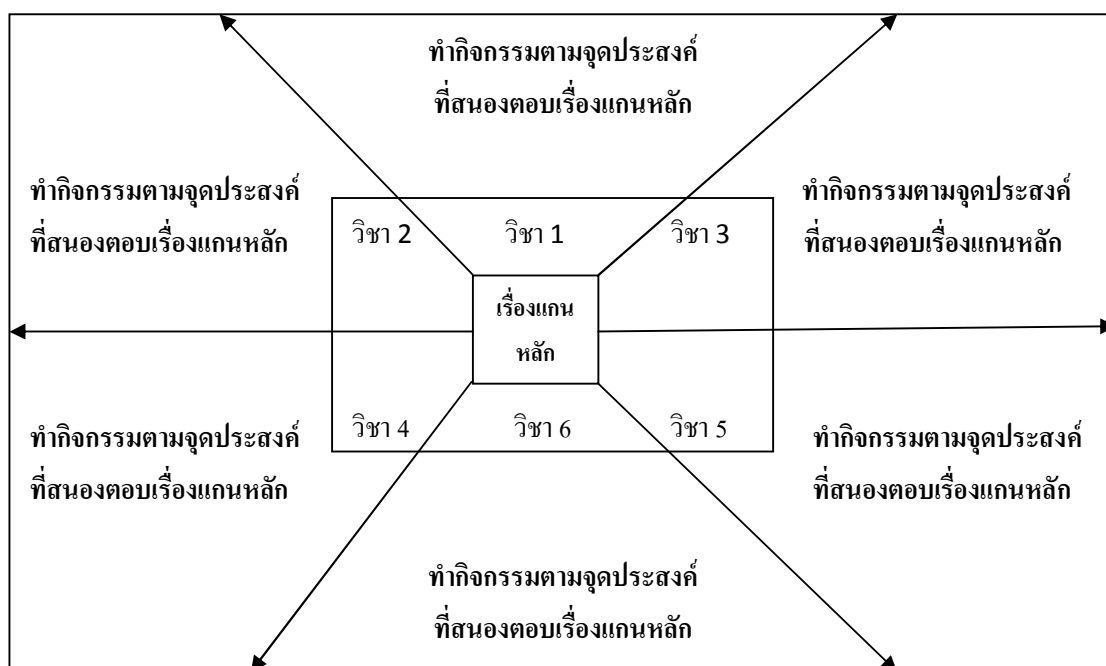 ทำกิจกรรมตามจุดประสงค์
ที่สนองตอบเรื่องแกนหลัก
ทำกิจกรรมตามจุดประสงค์
ที่สนองตอบเรื่องแกนหลัก
ทำกิจกรรมตามจุดประสงค์
ที่สนองตอบเรื่องแกนหลัก
วิชา 2
วิชา 1
วิชา 3
เรื่องแกน
หลัก
วิชา 4
วิชา 6
วิชา 5
ทำกิจกรรมตามจุดประสงค์
ที่สนองตอบเรื่องแกนหลัก
ทำกิจกรรมตามจุดประสงค์
ที่สนองตอบเรื่องแกนหลัก
ทำกิจกรรมตามจุดประสงค์
ที่สนองตอบเรื่องแกนหลัก